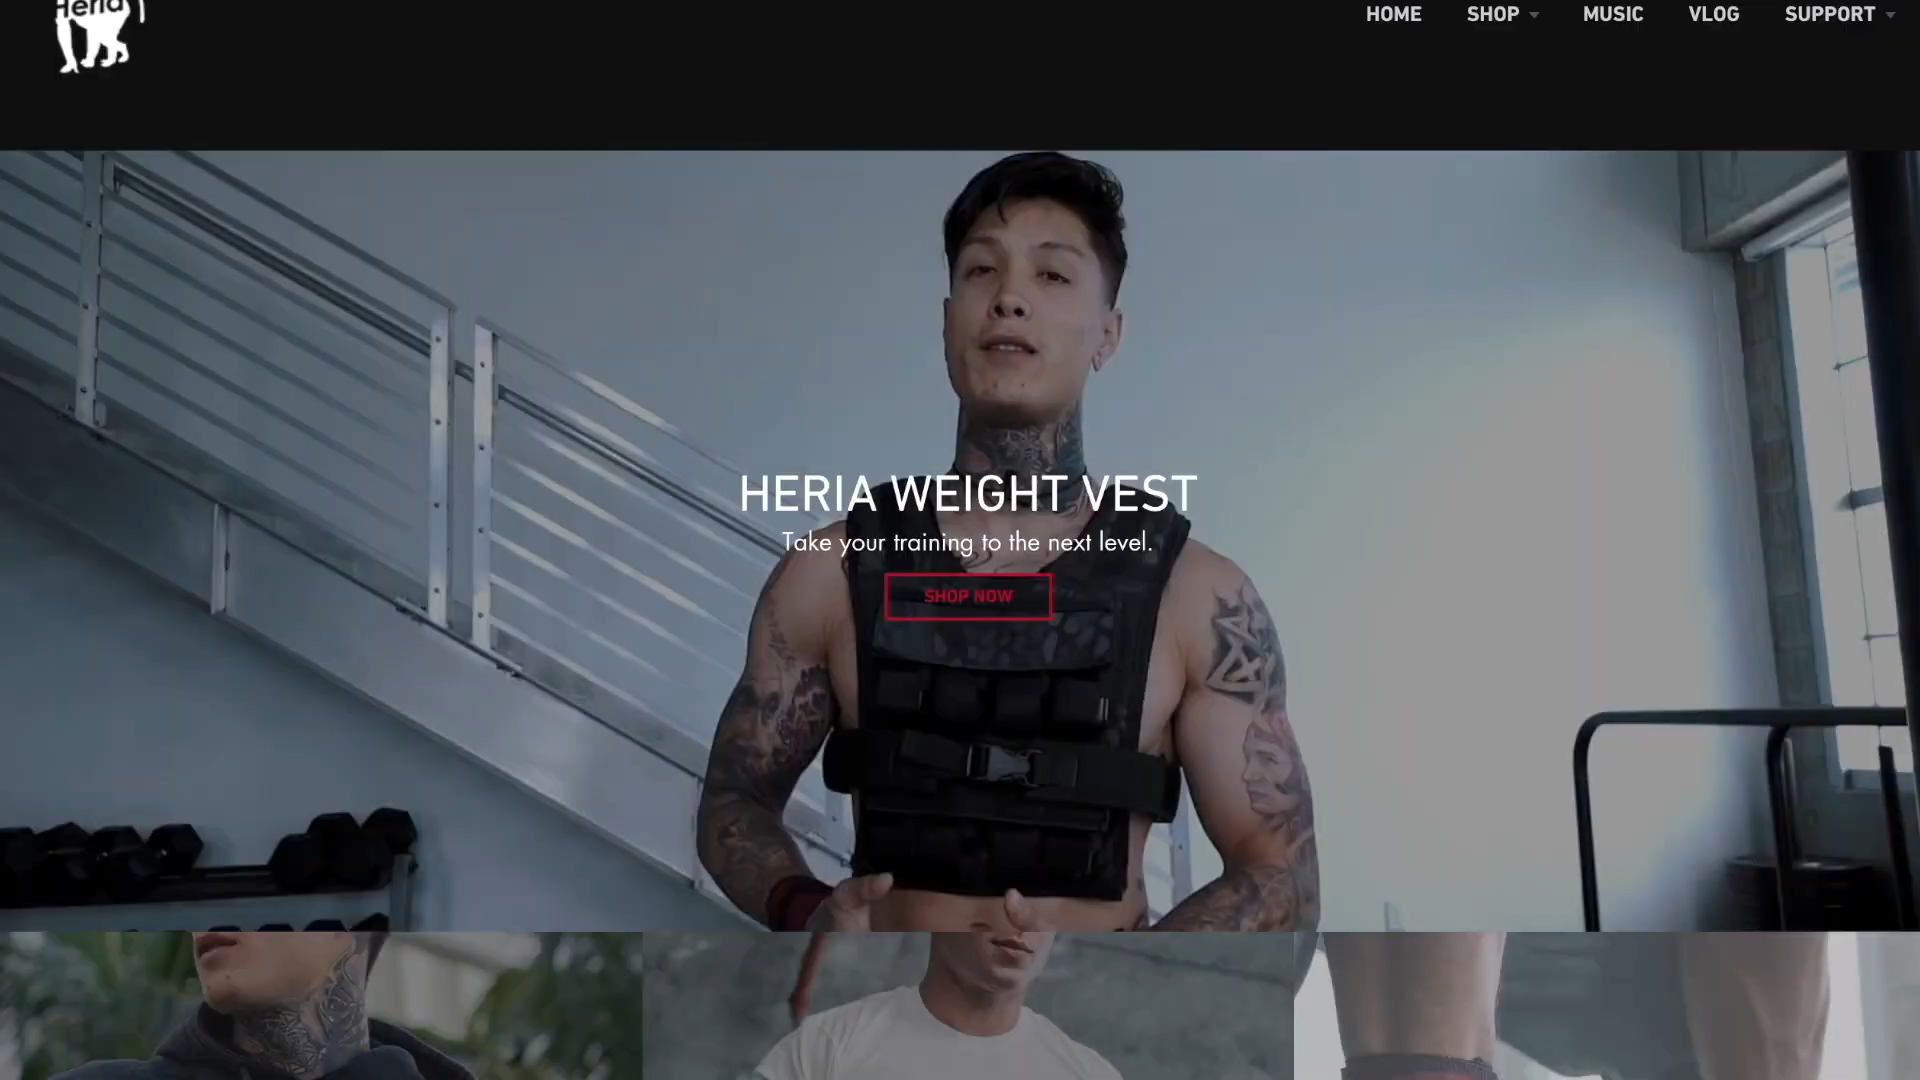 Heria
HOME SHOP MUSIC VLOG SUPPORT
HERIA WEIGHT VEST
Take your training to the next level.
SHOP NOW